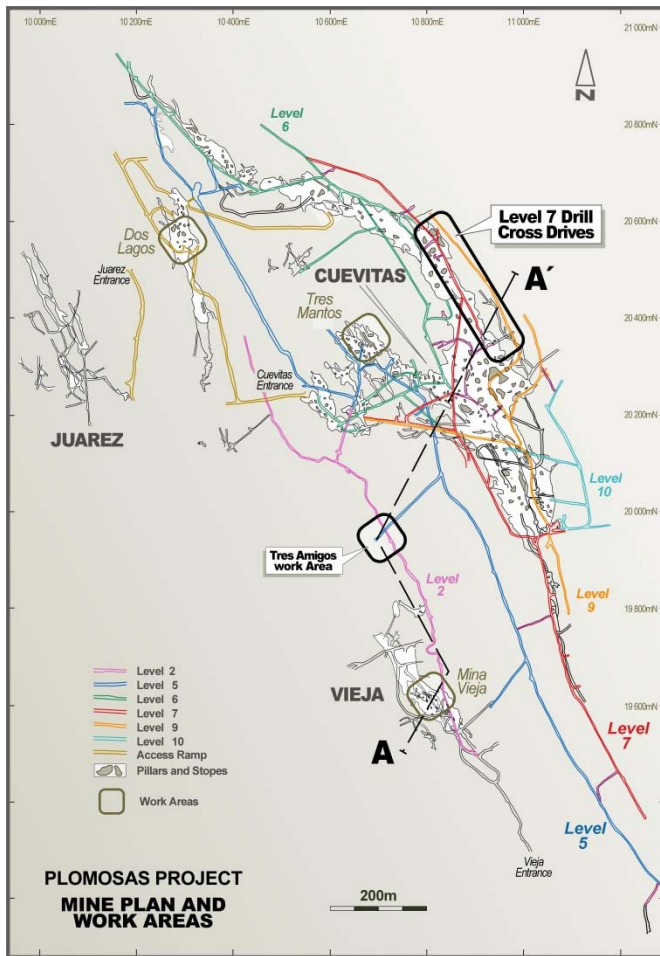 10 000mE
10 200mE
10 400mE
10 600mE
10 800mE
11 000mE
21 000mN
N
Level
6
20 800mN
Level 7 Drill
Cross Drives
20 600mN
Dos
Lagos
Juarez
Entrance
CUEVITAS
A´
Tres
Mantos
20 400mN
Cuevitas
Entrance
JUAREZ
20 200mN
Level
10
20 000mN
Tres Amigos
work Area
Level
2
Level
9
19 800mN
VIEJA
Mina
Vieja
19 600mN
A
Level
7
Level
5
Vieja
Entrance
Level 2
Level 5
Level 6
Level 7
Level 9
Level 10
Access Ramp
Pillars and Stopes
Work Areas
PLOMOSAS PROJECT
MINE PLAN AND
WORK AREAS
200m